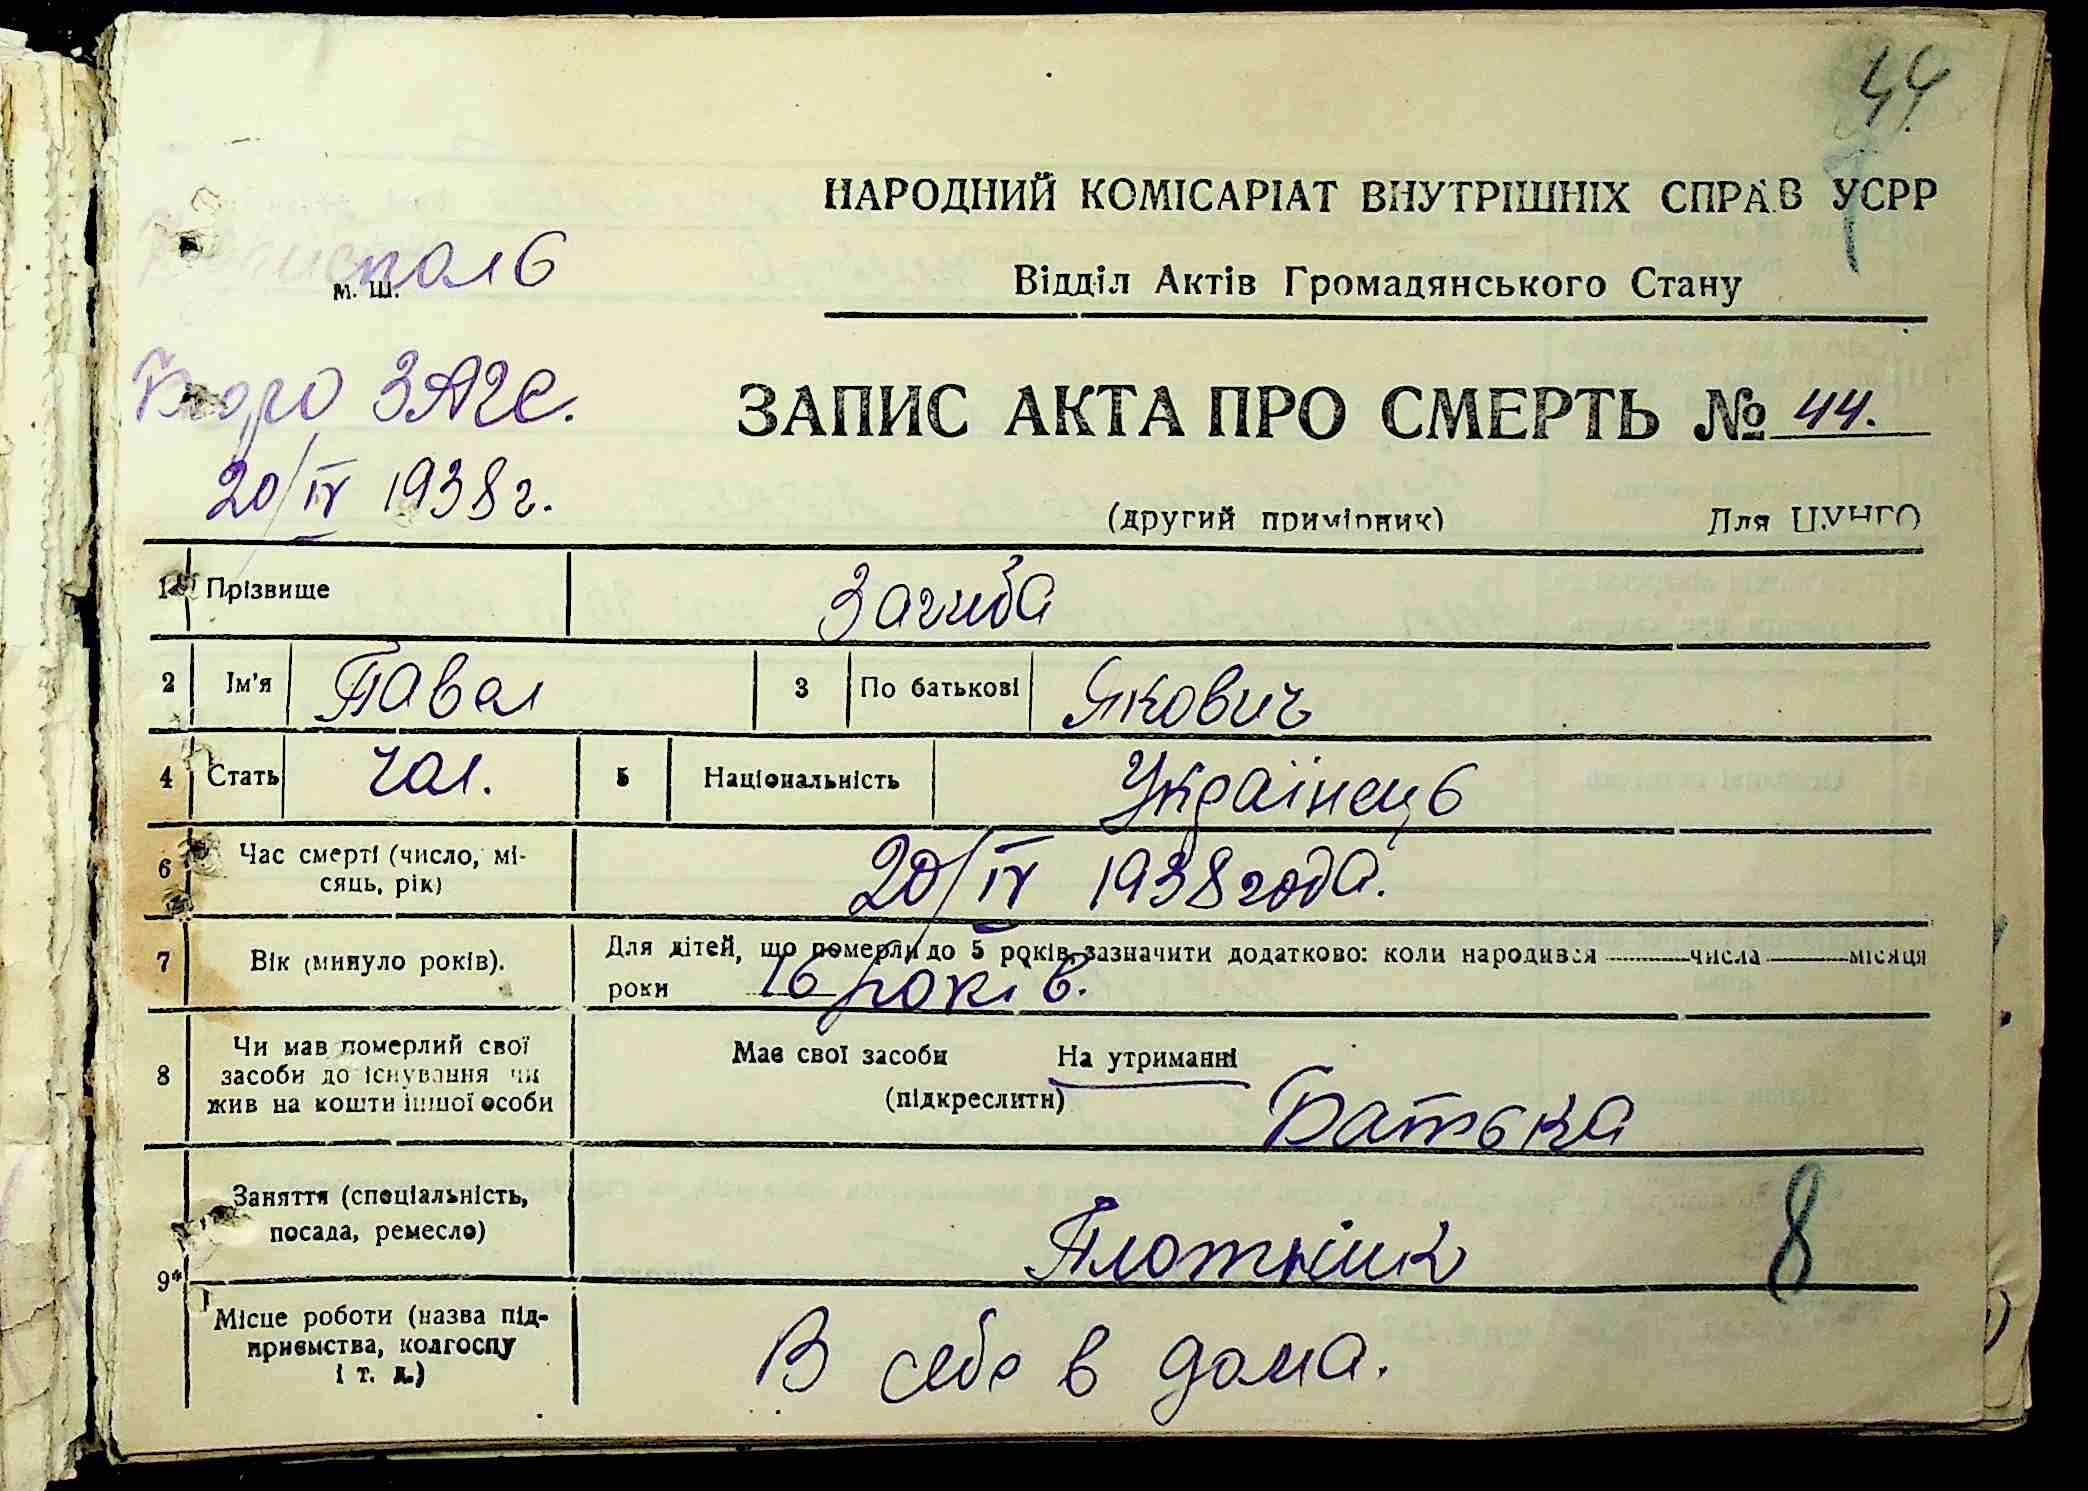 44
НАРОДНИЙ КОМІСАРІАТ ВНУТРІШНІХ СПРАВ УСРР
Відділ Актів Громадянського Стану
м. ш.
Бориспол6
Бюро ЗАГС.
20/IV 1938 г.
ЗАПИС АКТА ПРО СМЕРТЬ № 44.
(другий примірник) Для ЦУНГО
1 Прізвище Загиба
2 Ім'я Павел 3 По батькові Якович
4 Стать чол. 5 Національність Українець
6 Час смерті (число, мі-
сяць, рік) 20/IV 1938 года.
7 Вік (минуло років). Для дітей, що померли до 5 років, зазначити додатково: коли народився числа місяця
роки 16 років.
8 Чи мав померлий свої
засоби до існування чи
жив на кошти іншої особи
Має свої засоби На утриманні
(підкреслити) Батька
9* Заняття (спеціальність,
посада, ремесло) Плотнік 8
Місце роботи (назва під-
приємства, колгоспу
і т. д.) В себе в дома.